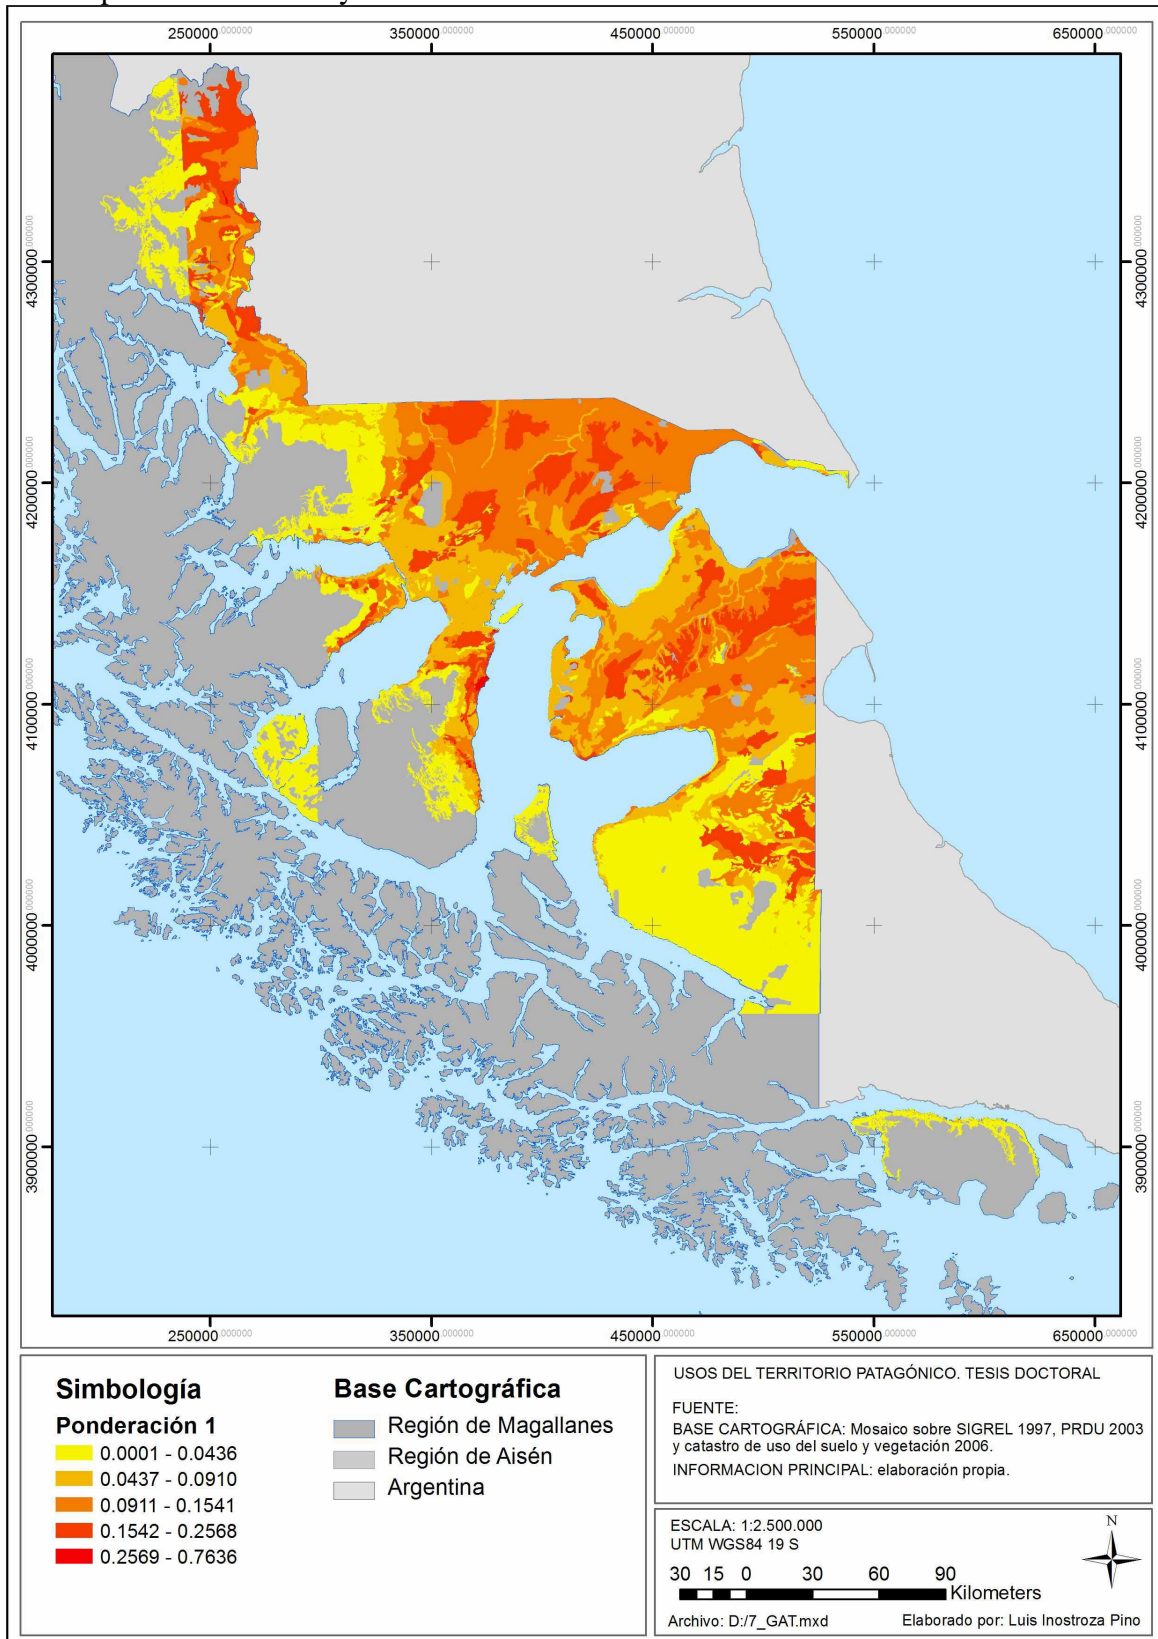 250000.000000 350000.000000 450000.000000 550000.000000 650000.000000
4300000.000000 4300000.000000
4200000.000000 4200000.000000
4100000.000000 4100000.000000
4000000.000000 4000000.000000
3900000.000000 3900000.000000
250000.000000 350000.000000 450000.000000 550000.000000 650000.000000
Simbología
Ponderación 1
0.0001 - 0.0436
0.0437 - 0.0910
0.0911 - 0.1541
0.1542 - 0.2568
0.2569 - 0.7636
Base Cartográfica
Región de Magallanes
Región de Aisén
Argentina
USOS DEL TERRITORIO PATAGÓNICO. TESIS DOCTORAL
FUENTE:
BASE CARTOGRÁFICA: Mosaico sobre SIGREL 1997, PRDU 2003
y catastro de uso del suelo y vegetación 2006.
INFORMACION PRINCIPAL: elaboración propia.
ESCALA: 1:2.500.000
UTM WGS84 19 S
N
30 15 0 30 60 90
Kilometers
Archivo: D:/7_GAT.mxd Elaborado por: Luis Inostroza Pino